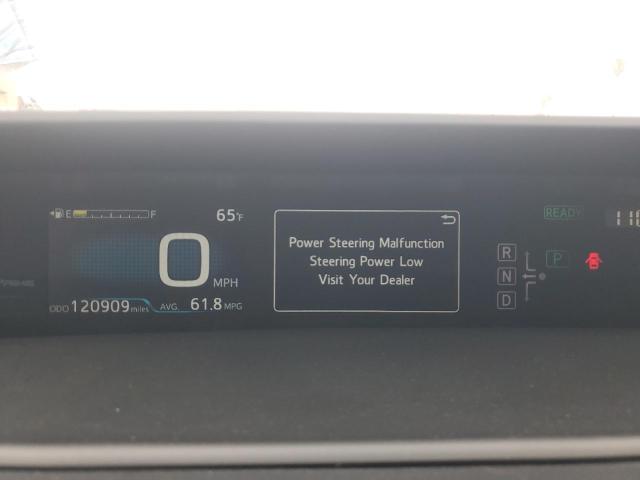 E F 65°F
Power Steering Malfunction
Steering Power Low
Visit Your Dealer
READY
110
0 MPH
R
N
D
P
ODO 120909 miles AVG. 61.8 MPG